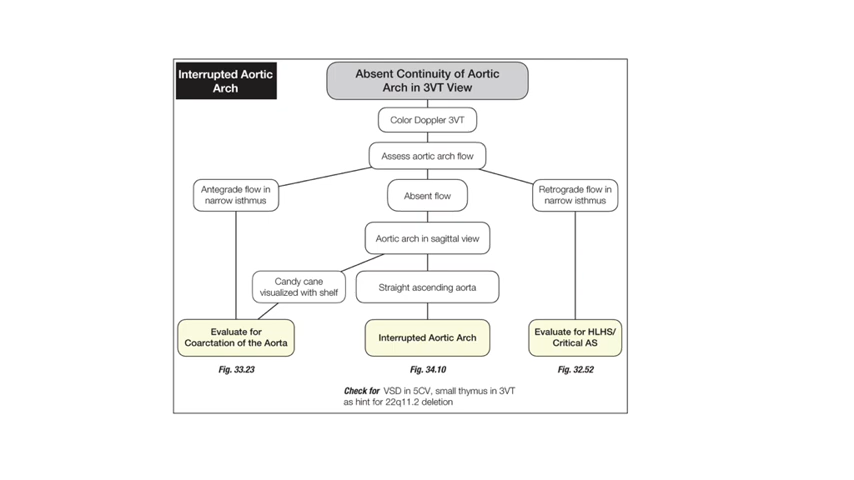 Interrupted Aortic
Arch
Absent Continuity of Aortic
Arch in 3VT View
Color Doppler 3VT
Assess aortic arch flow
Antegrade flow in
narrow isthmus
Absent flow
Retrograde flow in
narrow isthmus
Aortic arch in sagittal view
Candy cane
visualized with shelf
Straight ascending aorta
Evaluate for
Coarctation of the Aorta
Interrupted Aortic Arch
Evaluate for HLHS/
Critical AS
Fig. 33.23
Fig. 34.10
Fig. 32.52
Check for VSD in 5CV, small thymus in 3VT
as hint for 22q11.2 deletion